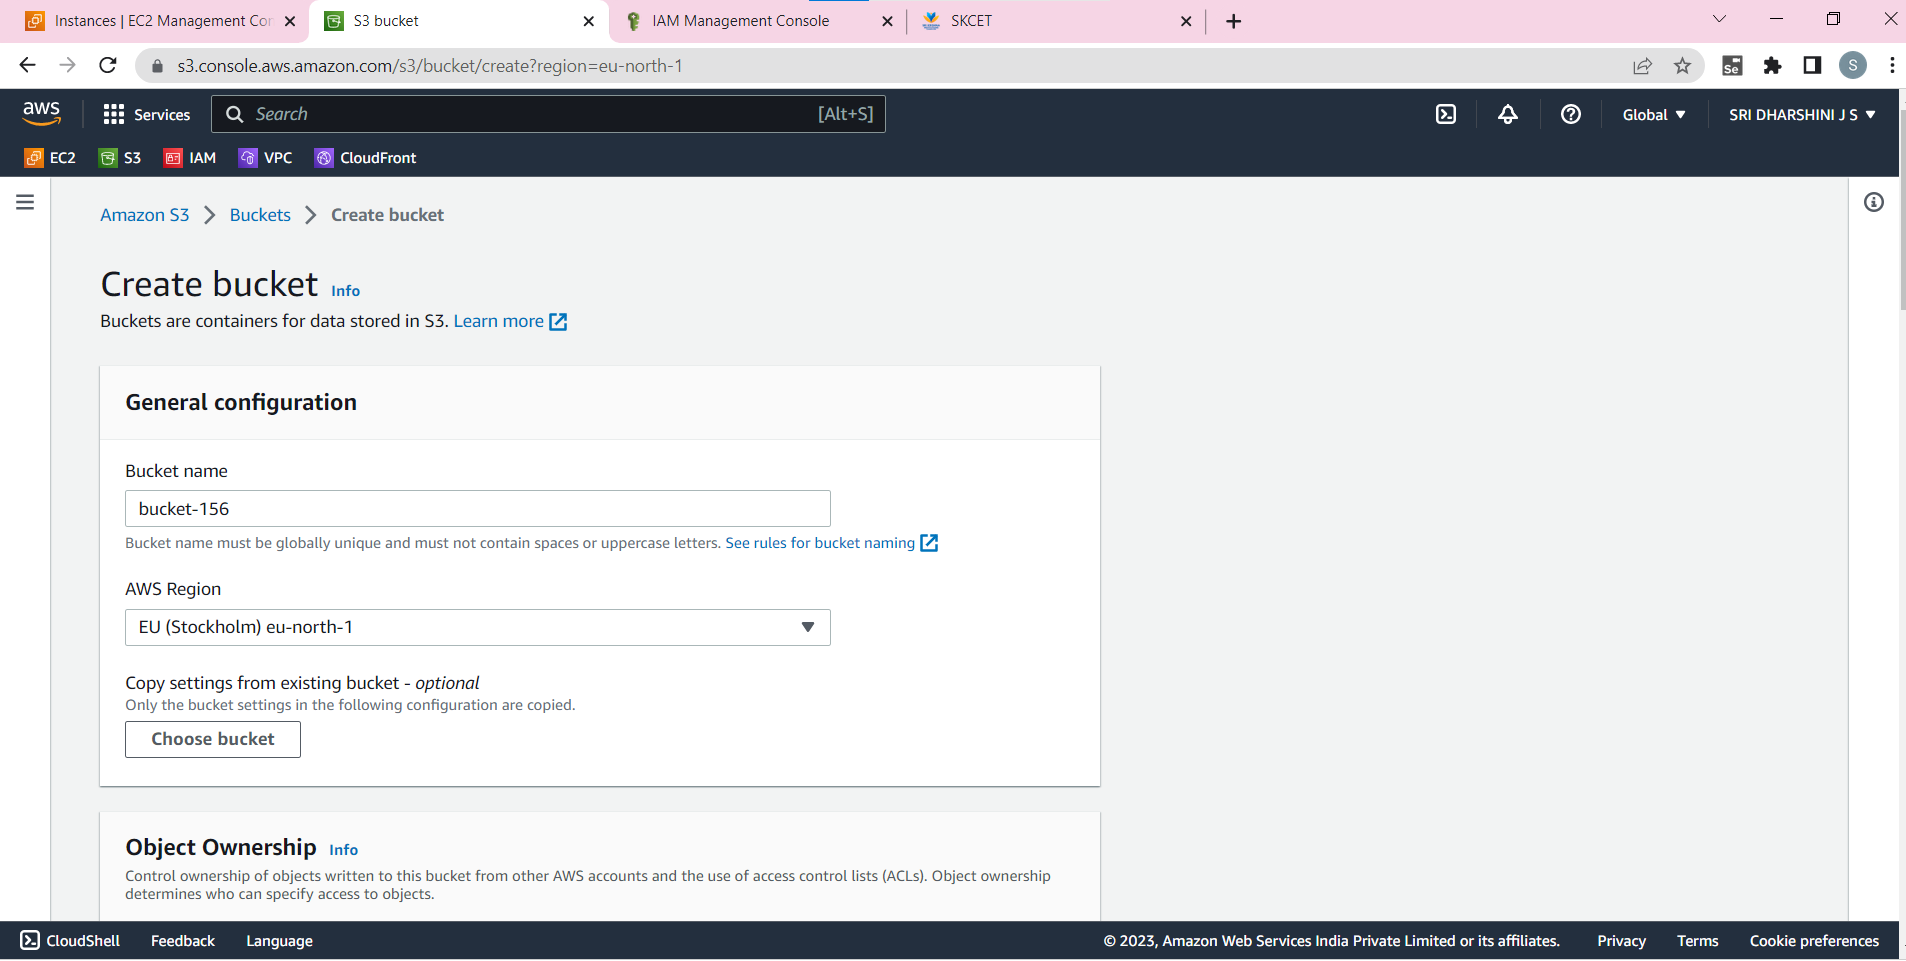 Instances | EC2 Management Con
S3 bucket
IAM Management Console
SKCET
s3.console.aws.amazon.com/s3/bucket/create?region=eu-north-1
Se
S
aws
Services
Search
[Alt+S]
Global
SRI DHARSHINI J S
EC2
S3
IAM
VPC
CloudFront
Amazon S3 > Buckets > Create bucket
Create bucket Info
Buckets are containers for data stored in S3. Learn more
General configuration
Bucket name
bucket-156
Bucket name must be globally unique and must not contain spaces or uppercase letters. See rules for bucket naming
AWS Region
EU (Stockholm) eu-north-1
Copy settings from existing bucket - optional
Only the bucket settings in the following configuration are copied.
Choose bucket
Object Ownership Info
Control ownership of objects written to this bucket from other AWS accounts and the use of access control lists (ACLs). Object ownership
determines who can specify access to objects.
CloudShell
Feedback
Language
© 2023, Amazon Web Services India Private Limited or its affiliates.
Privacy
Terms
Cookie preferences